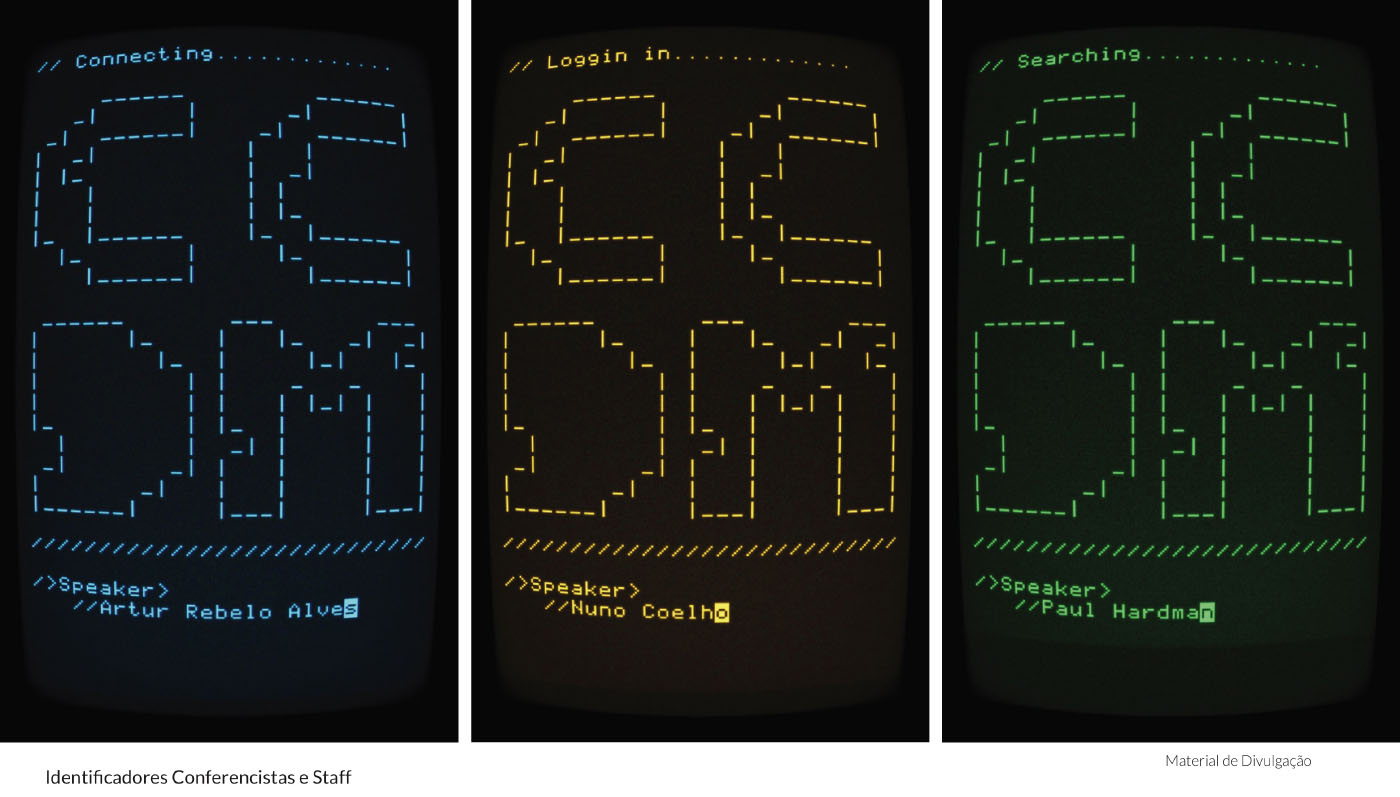 // Connecting.............
C C
D M
/////////////////////////////
/>Speaker>
//Artur Rebelo Alves
// Loggin in.............
C C
D M
/////////////////////////////
/>Speaker>
//Nuno Coelho
// Searching.............
C C
D M
/////////////////////////////
/>Speaker>
//Paul Hardman
Identificadores Conferencistas e Staff
Material de Divulgação